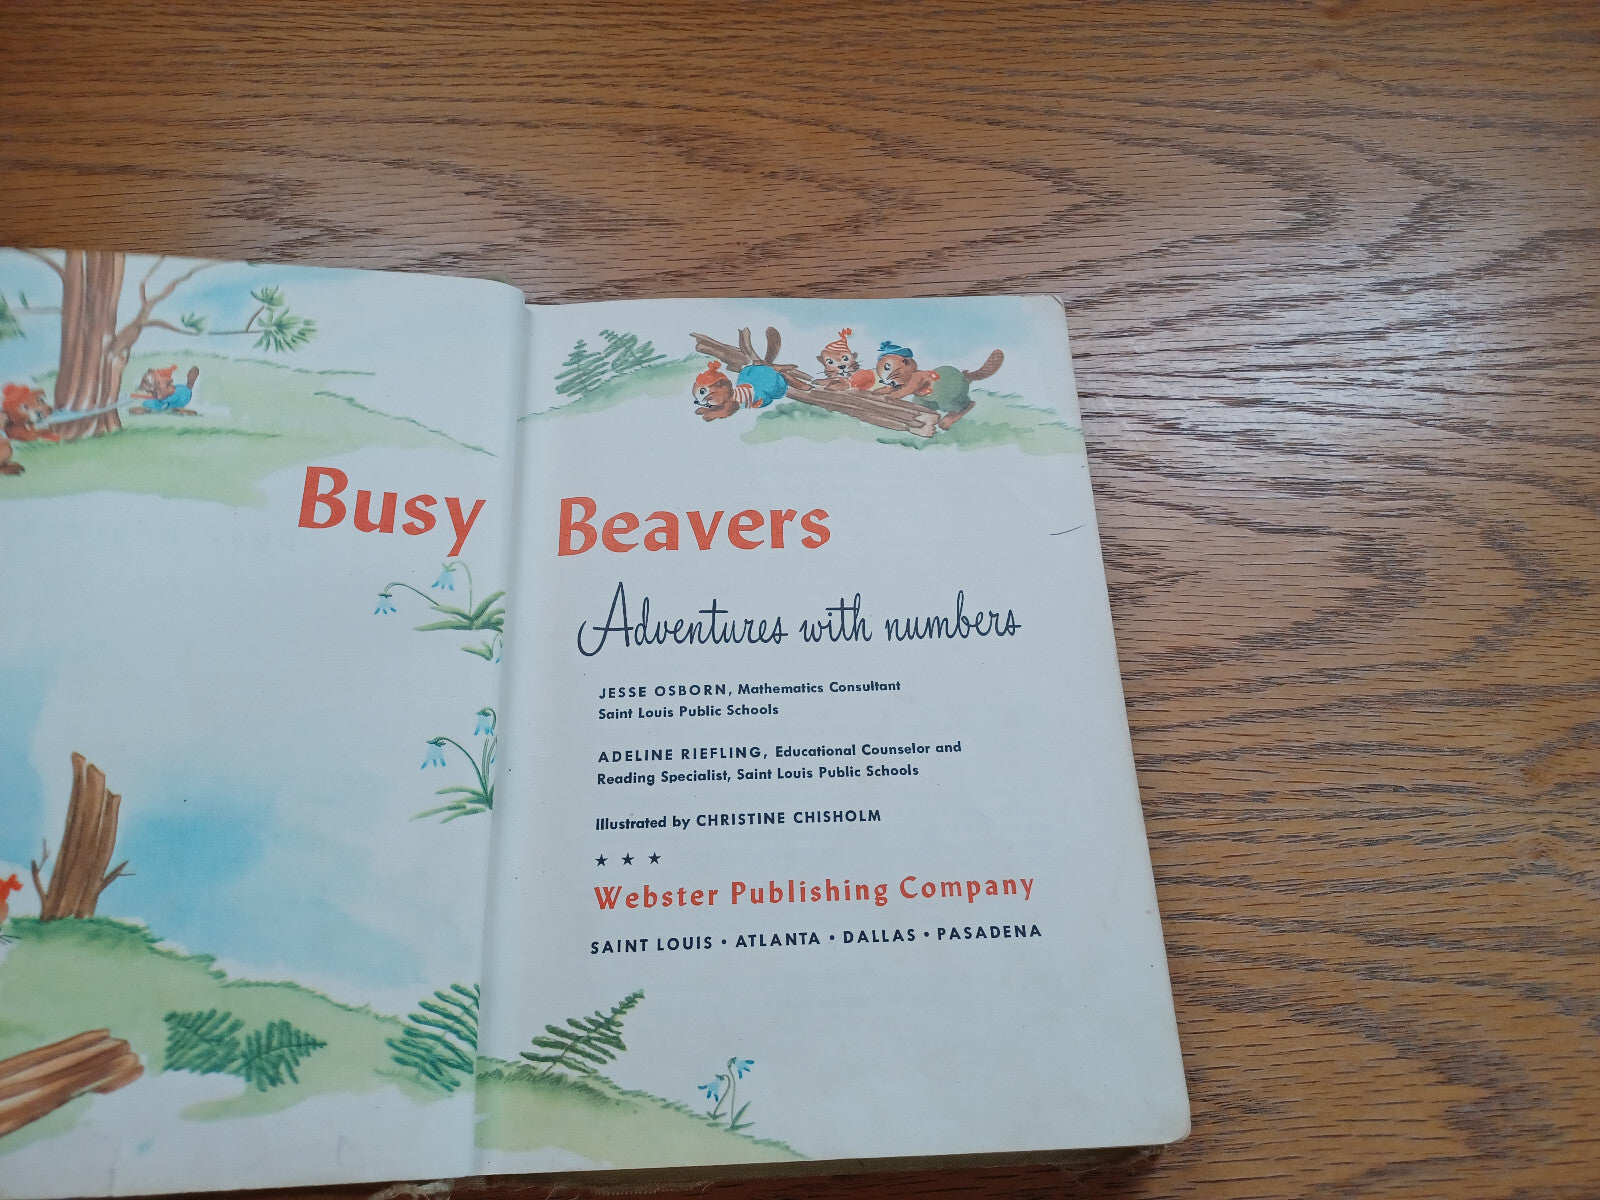 Busy Beavers
Adventures with numbers
JESSE OSBORN, Mathematics Consultant
Saint Louis Public Schools
ADELINE RIEFLING, Educational Counselor and
Reading Specialist, Saint Louis Public Schools
Illustrated by CHRISTINE CHISHOLM
★ ★ ★
Webster Publishing Company
SAINT LOUIS • ATLANTA • DALLAS • PASADENA